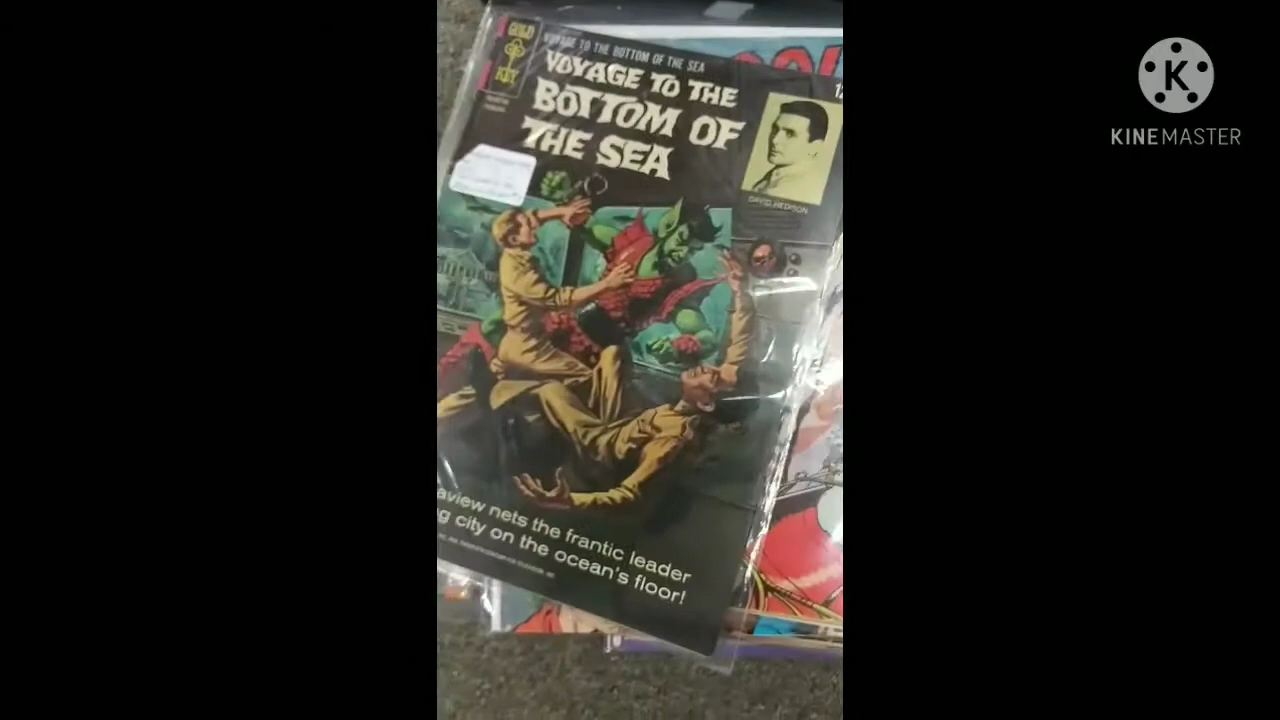 GOLD
KEY
VOYAGE TO THE BOTTOM OF THE SEA
VOYAGE TO THE
BOTTOM OF
THE SEA
DAVID HEDISON
aview nets the frantic leader
g city on the ocean's floor!
12
K
KINEMASTER